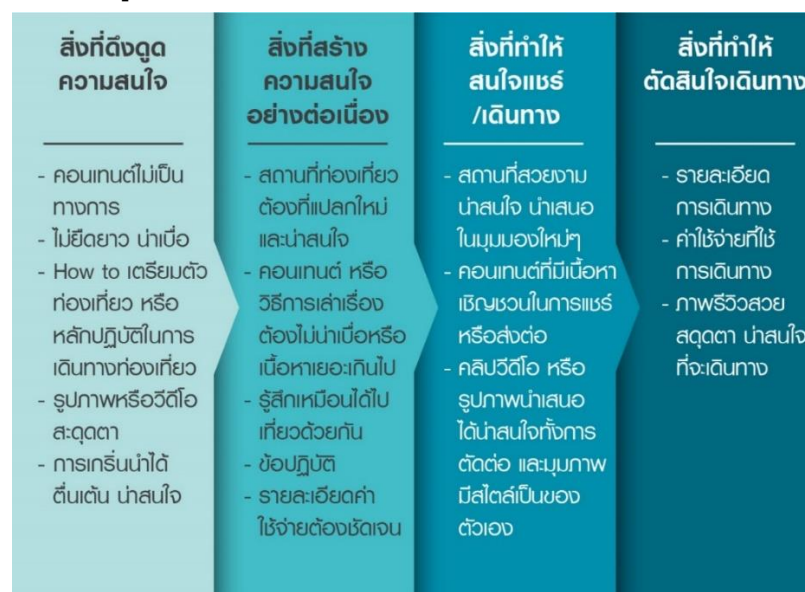 สิ่งที่ดึงดูด
ความสนใจ
- คอนเทนต์ไม่เป็น
ทางการ
- ไม่ยืดยาว น่าเบื่อ
- How to เตรียมตัว
ท่องเที่ยว หรือ
หลักปฏิบัติในการ
เดินทางท่องเที่ยว
- รูปภาพหรือวีดีโอ
สะดุดตา
- การเกริ่นนำได้
ตื่นเต้น น่าสนใจ
สิ่งที่สร้าง
ความสนใจ
อย่างต่อเนื่อง
- สถานที่ท่องเที่ยว
ต้องที่แปลกใหม่
และน่าสนใจ
- คอนเทนต์ หรือ
วิธีการเล่าเรื่อง
ต้องไม่น่าเบื่อหรือ
เนื้อหาเยอะเกินไป
- รู้สึกเหมือนได้ไป
เที่ยวด้วยกัน
- ข้อปฏิบัติ
- รายละเอียดค่า
ใช้จ่ายต้องชัดเจน
สิ่งที่ทำให้
สนใจแชร์
/เดินทาง
- สถานที่สวยงาม
น่าสนใจ นำเสนอ
ในมุมมองใหม่ๆ
- คอนเทนต์ที่มีเนื้อหา
เชิญชวนในการแชร์
หรือส่งต่อ
- คลิปวีดีโอ หรือ
รูปภาพนำเสนอ
ได้น่าสนใจทั้งการ
ตัดต่อ และมุมภาพ
มีสไตล์เป็นของ
ตัวเอง
สิ่งที่ทำให้
ตัดสินใจเดินทาง
- รายละเอียด
การเดินทาง
- ค่าใช้จ่ายที่ใช้
การเดินทาง
- ภาพรีวิวสวย
สดุดตา น่าสนใจ
ที่จะเดินทาง